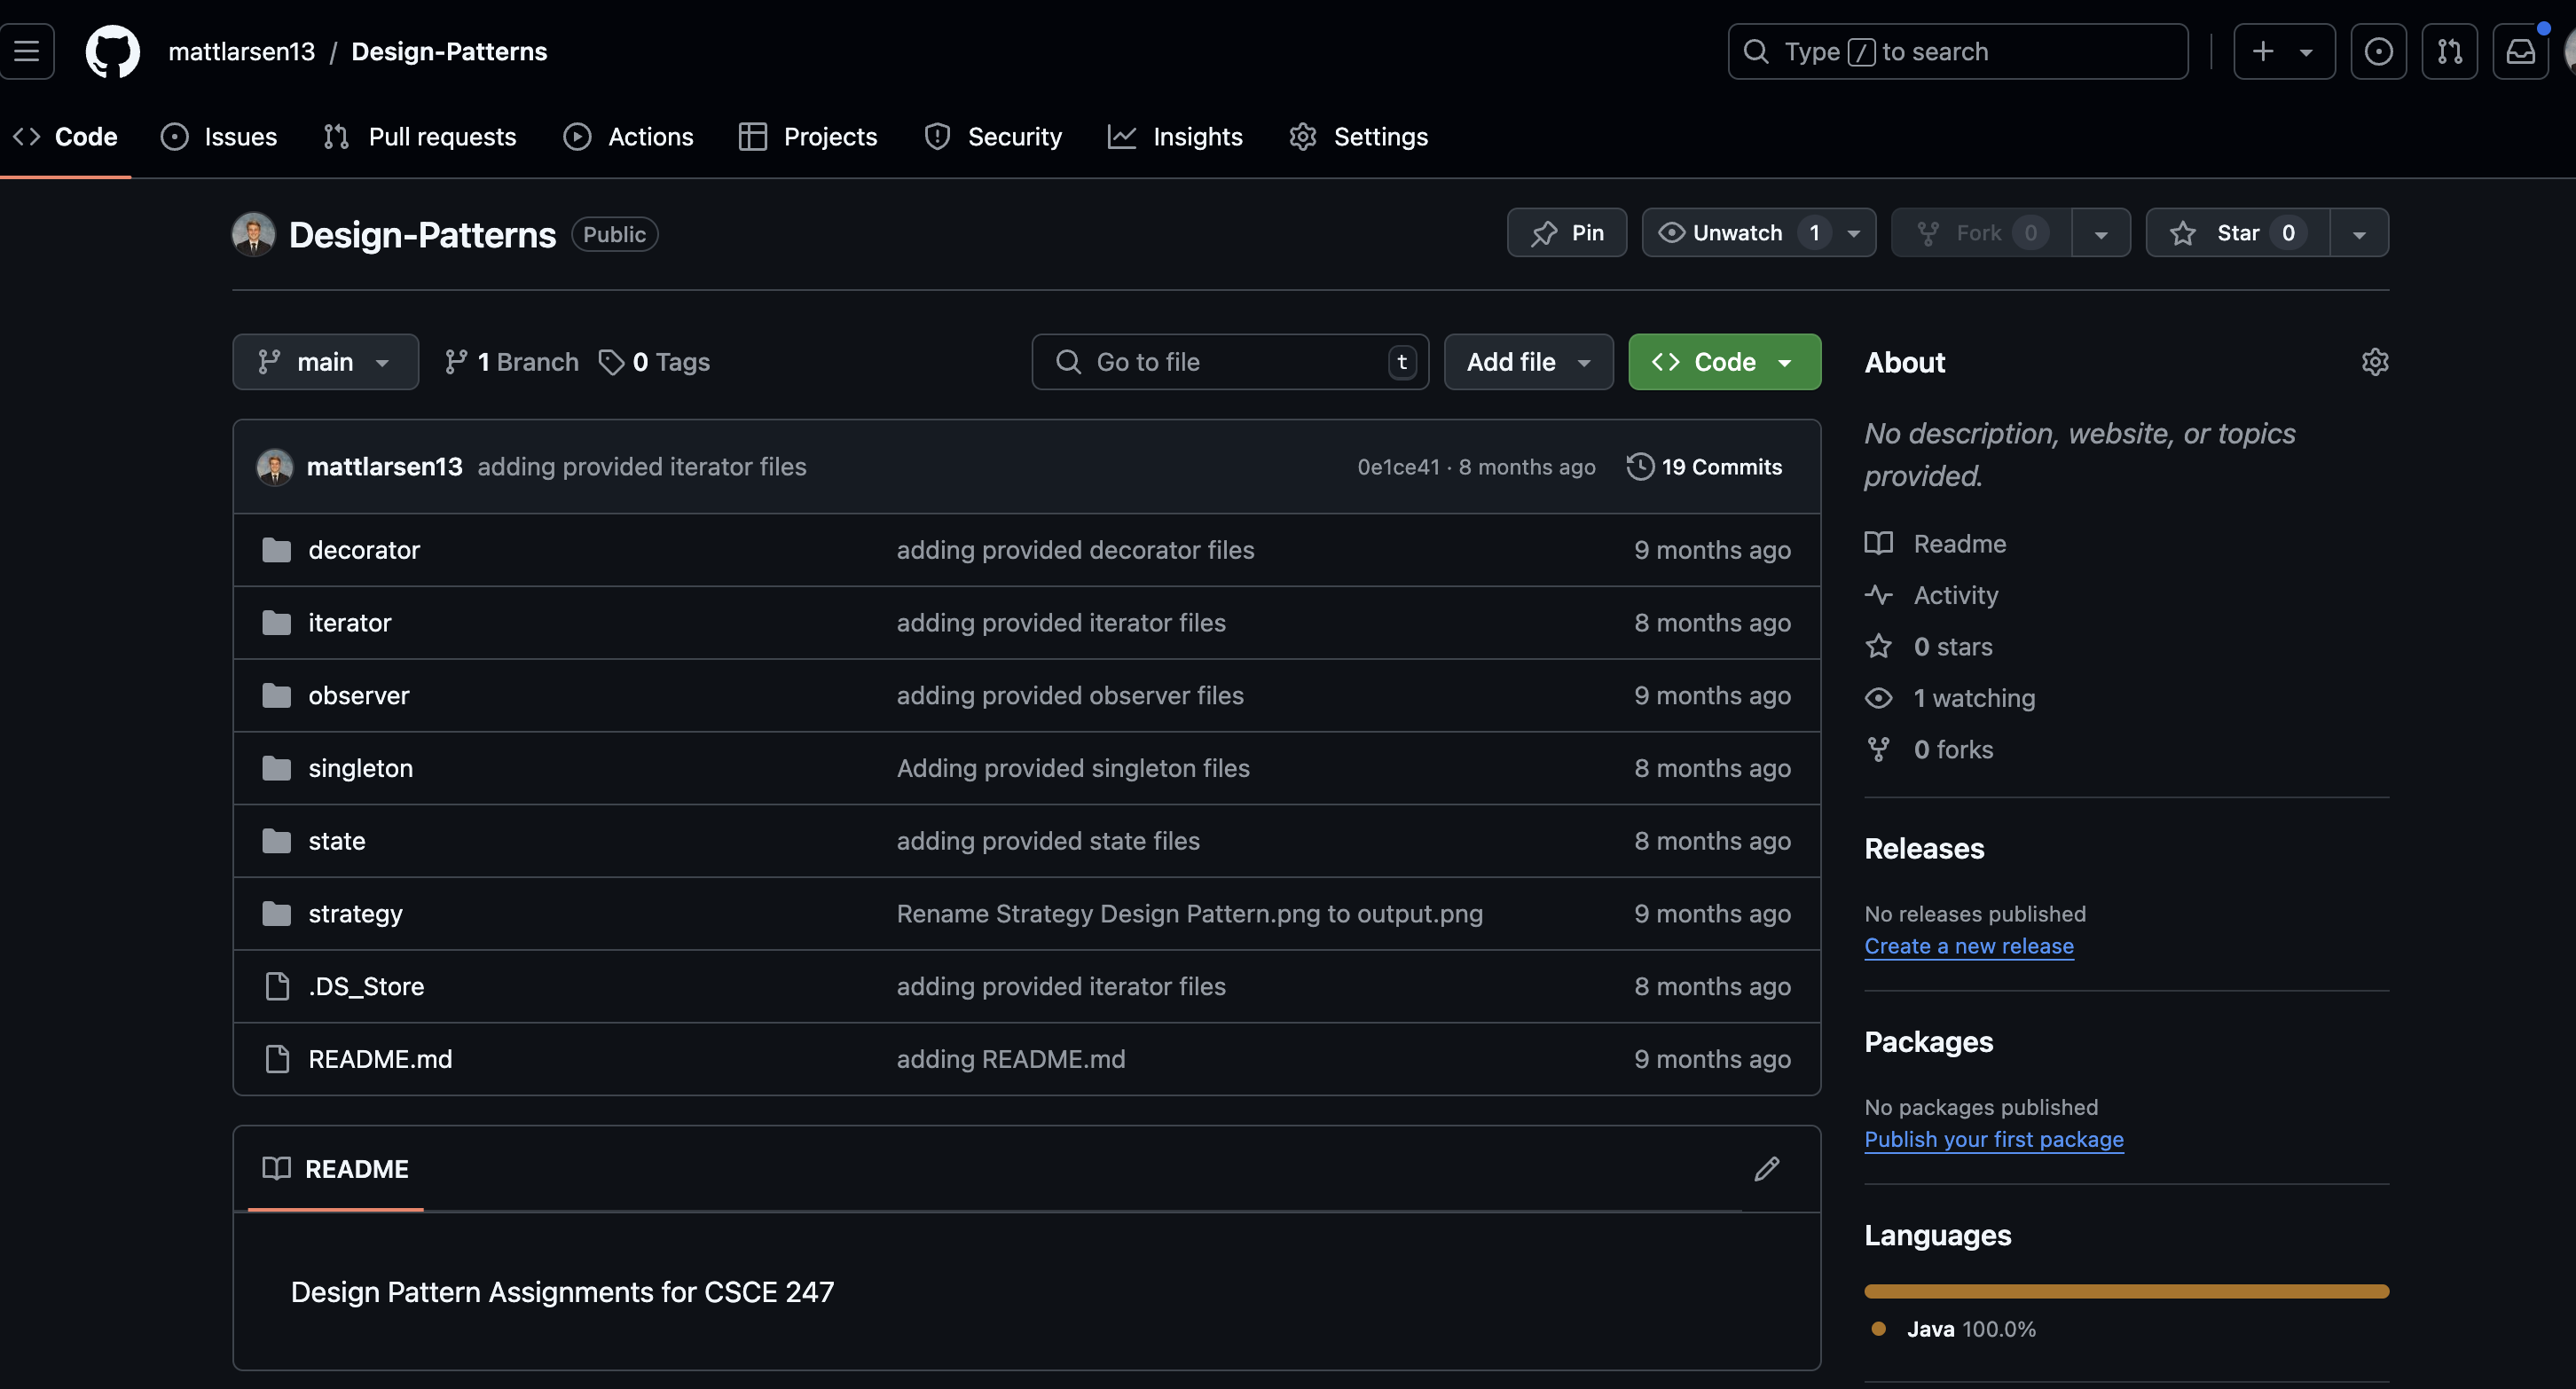 mattlarsen13 / Design-Patterns
Type / to search
Code Issues Pull requests Actions Projects Security Insights Settings
Design-Patterns Public
Pin Unwatch 1 Fork 0 Star 0
main 1 Branch 0 Tags Go to file t Add file Code
mattlarsen13 adding provided iterator files 0e1ce41 · 8 months ago 19 Commits
decorator adding provided decorator files 9 months ago
iterator adding provided iterator files 8 months ago
observer adding provided observer files 9 months ago
singleton Adding provided singleton files 8 months ago
state adding provided state files 8 months ago
strategy Rename Strategy Design Pattern.png to output.png 9 months ago
.DS_Store adding provided iterator files 8 months ago
README.md adding README.md 9 months ago
README
Design Pattern Assignments for CSCE 247
About
No description, website, or topics
provided.
Readme
Activity
0 stars
1 watching
0 forks
Releases
No releases published
Create a new release
Packages
No packages published
Publish your first package
Languages
Java 100.0%